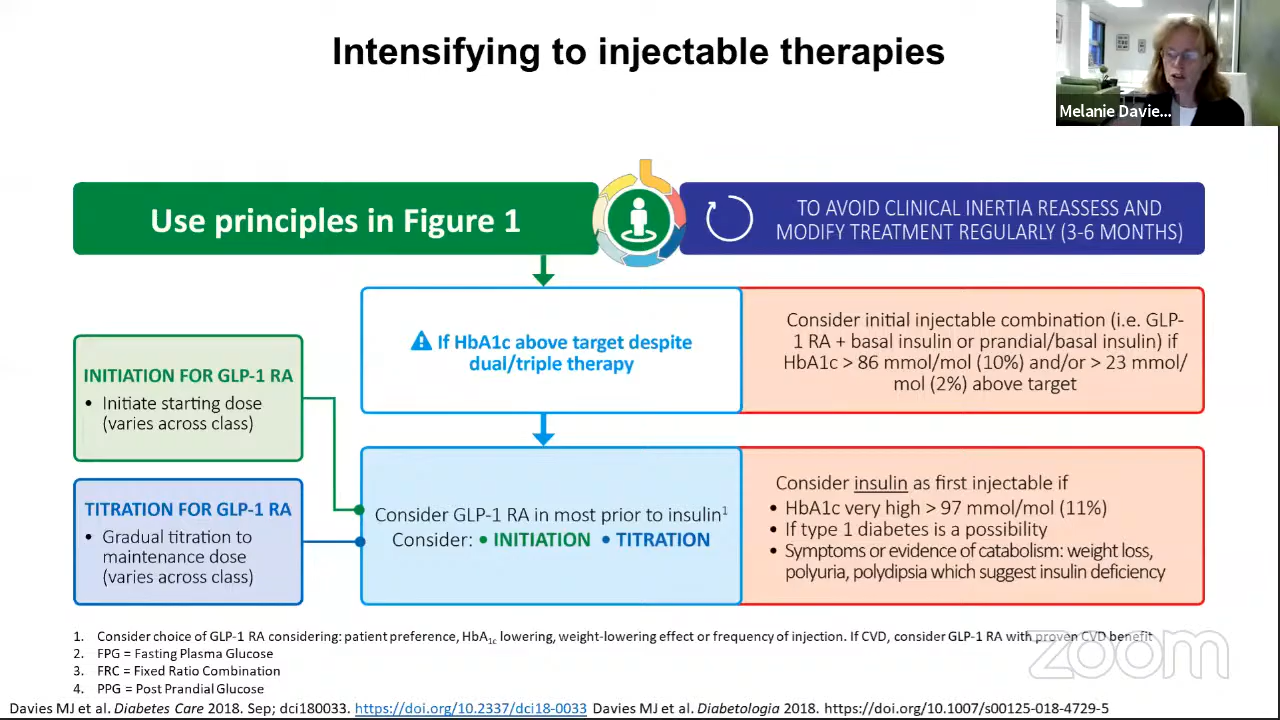 Intensifying to injectable therapies
Melanie Davie...
Use principles in Figure 1
TO AVOID CLINICAL INERTIA REASSESS AND
MODIFY TREATMENT REGULARLY (3-6 MONTHS)
If HbA1c above target despite
dual/triple therapy
Consider initial injectable combination (i.e. GLP-
1 RA + basal insulin or prandial/basal insulin) if
HbA1c > 86 mmol/mol (10%) and/or > 23 mmol/
mol (2%) above target
INITIATION FOR GLP-1 RA
• Initiate starting dose
(varies across class)
TITRATION FOR GLP-1 RA
• Gradual titration to
maintenance dose
(varies across class)
Consider GLP-1 RA in most prior to insulin1
Consider: • INITIATION • TITRATION
Consider insulin as first injectable if
• HbA1c very high > 97 mmol/mol (11%)
• If type 1 diabetes is a possibility
• Symptoms or evidence of catabolism: weight loss,
polyuria, polydipsia which suggest insulin deficiency
1. Consider choice of GLP-1 RA considering: patient preference, HbA1c lowering, weight-lowering effect or frequency of injection. If CVD, consider GLP-1 RA with proven CVD benefit
2. FPG = Fasting Plasma Glucose
3. FRC = Fixed Ratio Combination
4. PPG = Post Prandial Glucose
zoom
Davies MJ et al. Diabetes Care 2018. Sep; dci180033. https://doi.org/10.2337/dci18-0033 Davies MJ et al. Diabetologia 2018. https://doi.org/10.1007/s00125-018-4729-5